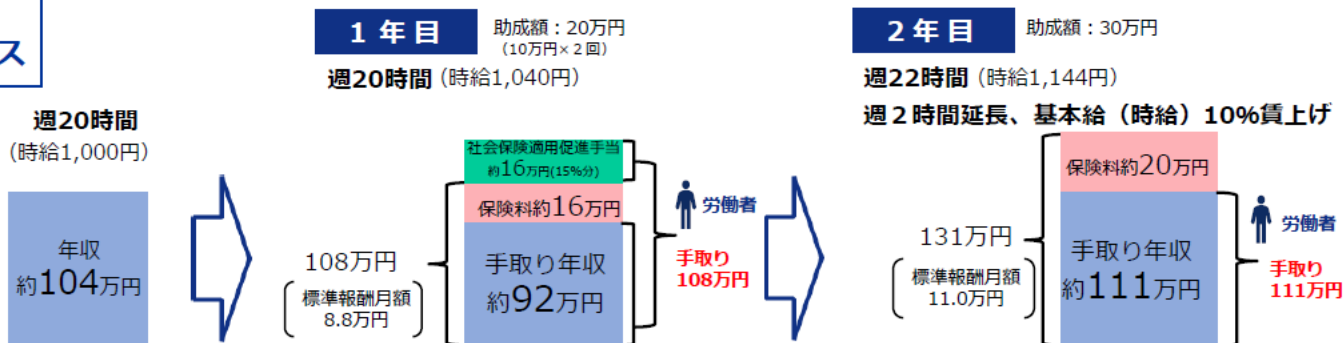 ス
週20時間
（時給1,000円）
年収
約104万円
1年目
助成額：20万円
（10万円×２回）
週20時間（時給1,040円）
社会保険適用促進手当
約16万円(15%分)
保険料約16万円
手取り年収
約92万円
108万円
標準報酬月額
8.8万円
労働者
手取り
108万円
2年目
助成額：30万円
週22時間（時給1,144円）
週２時間延長、基本給（時給）10%賃上げ
保険料約20万円
手取り年収
約111万円
131万円
標準報酬月額
11.0万円
労働者
手取り
111万円